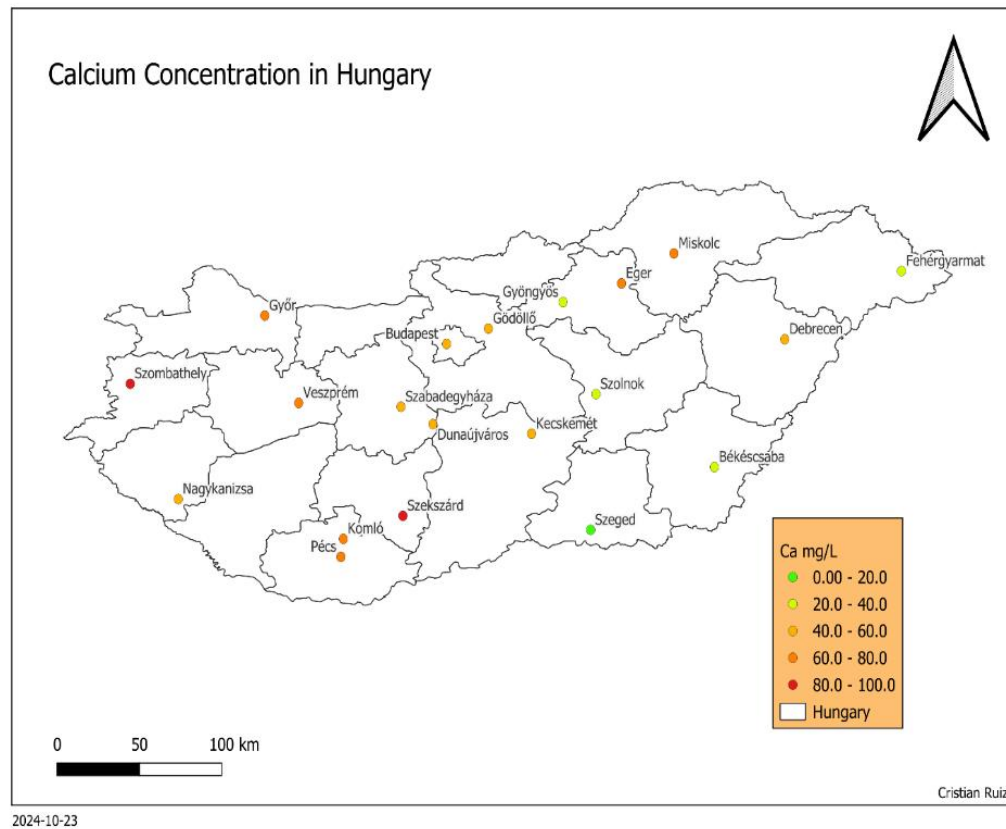 Calcium Concentration in Hungary
Miskolc
Fehérgyarmat
Eger
Gyöngyös
Győr
Gödöllő
Budapest
Debrecen
Szombathely
Veszprém
Szolnok
Szabadegyháza
Kecskemét
Dunaújváros
Békéscsába
Nagykanizsa
Szekszárd
Szeged
Komló
Pécs
Ca mg/L
0.00 - 20.0
20.0 - 40.0
40.0 - 60.0
60.0 - 80.0
80.0 - 100.0
Hungary
0 50 100 km
Cristian Ruiz
2024-10-23